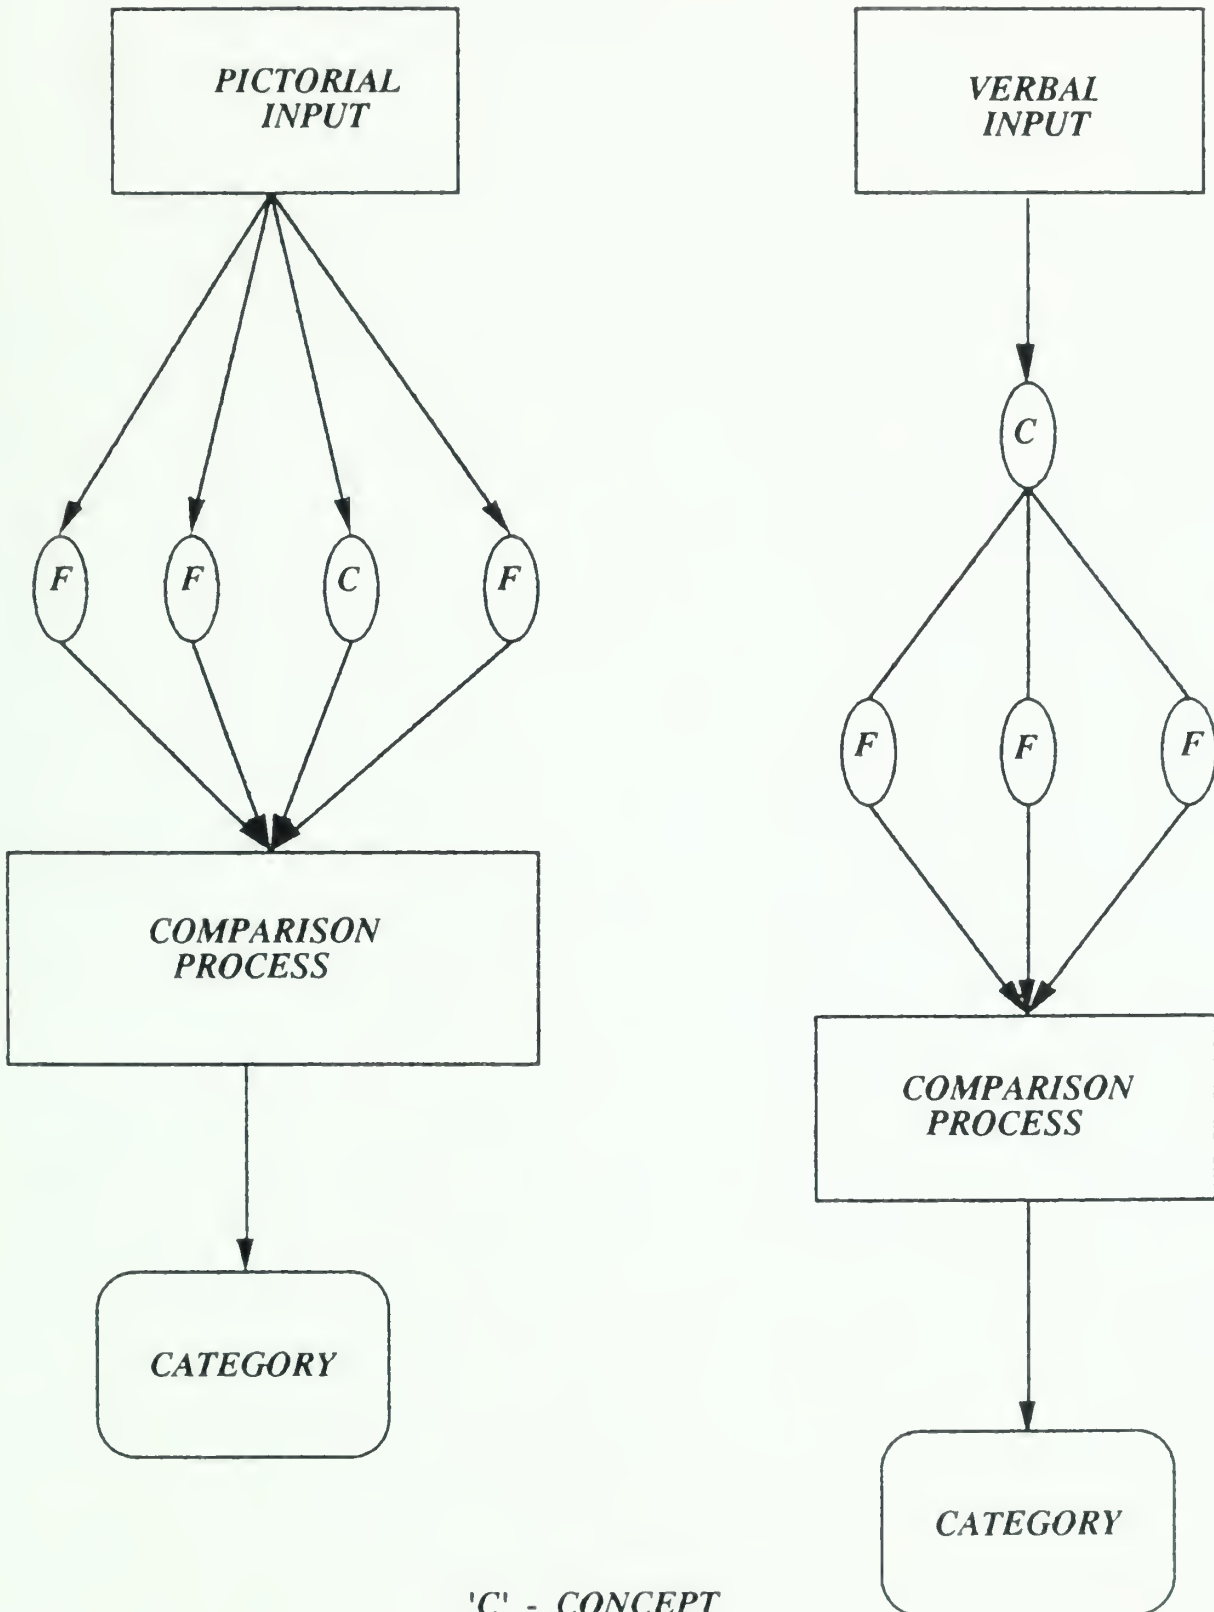 PICTORIAL
INPUT
F
F
C
F
COMPARISON
PROCESS
CATEGORY
VERBAL
INPUT
C
F
F
F
COMPARISON
PROCESS
CATEGORY
'C' - CONCEPT